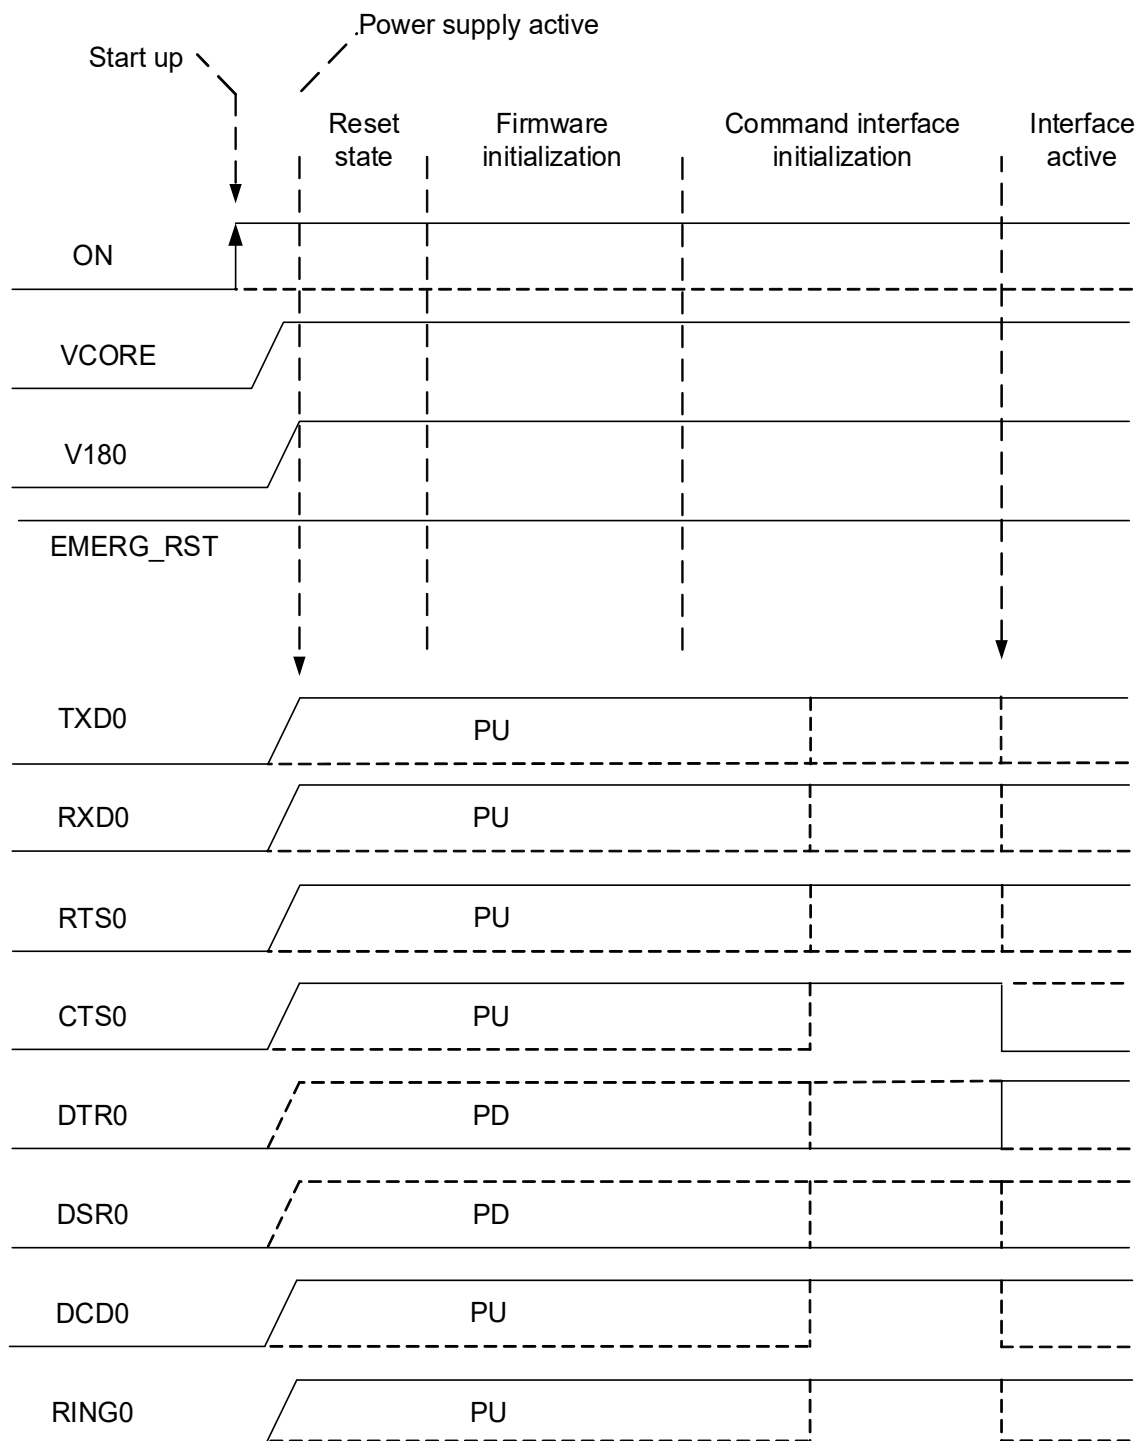 Power supply active
Start up
Reset
state
Firmware
initialization
Command interface
initialization
Interface
active
ON
VCORE
V180
EMERG_RST
TXD0
PU
RXD0
PU
RTS0
PU
CTS0
PU
DTR0
PD
DSR0
PD
DCD0
PU
RING0
PU